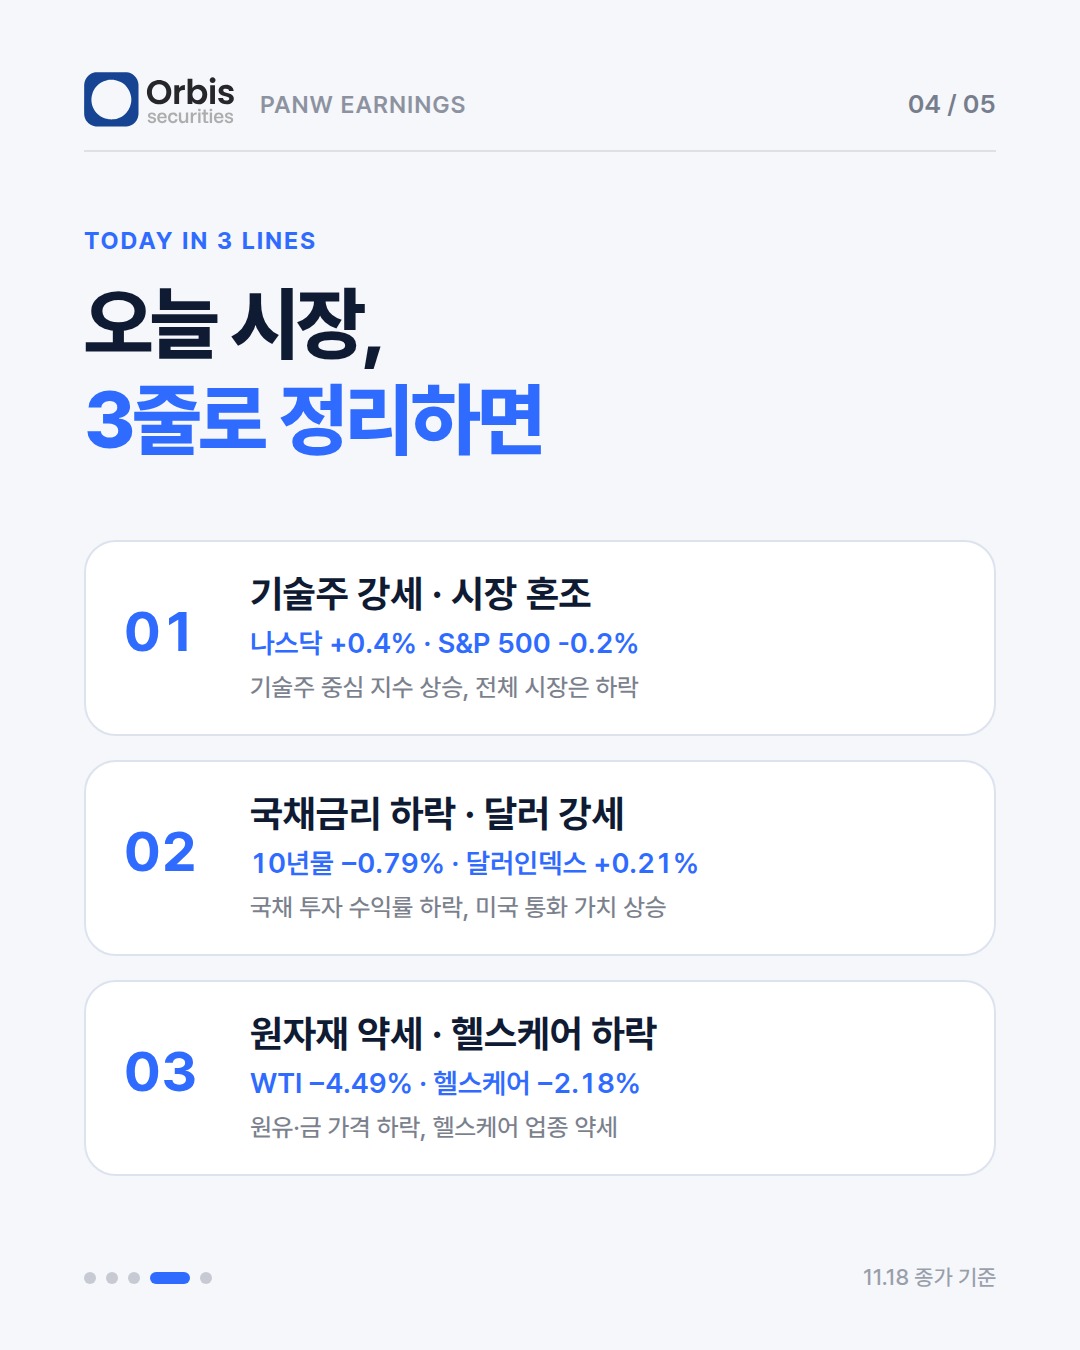 Orbis
securities
PANW EARNINGS
04 / 05
TODAY IN 3 LINES
오늘 시장,
3줄로 정리하면
01
기술주 강세 · 시장 혼조
나스닥 +0.4% · S&P 500 -0.2%
기술주 중심 지수 상승, 전체 시장은 하락
02
국채금리 하락 · 달러 강세
10년물 −0.79% · 달러인덱스 +0.21%
국채 투자 수익률 하락, 미국 통화 가치 상승
03
원자재 약세 · 헬스케어 하락
WTI −4.49% · 헬스케어 −2.18%
원유·금 가격 하락, 헬스케어 업종 약세
11.18 종가 기준